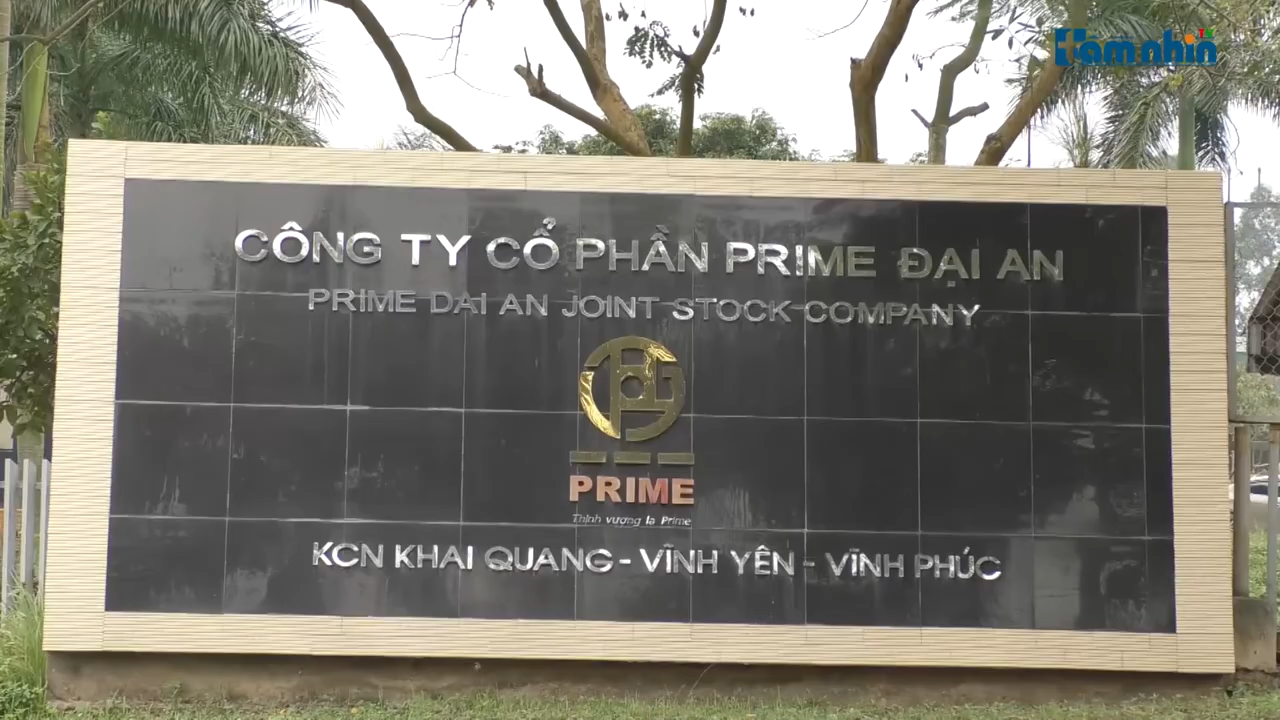 Tầm nhìn
CÔNG TY CỔ PHẦN PRIME ĐẠI AN
PRIME DAI AN JOINT STOCK COMPANY
PRIME
Thịnh vượng là Prime
KCN KHAI QUANG - VĨNH YÊN - VĨNH PHÚC